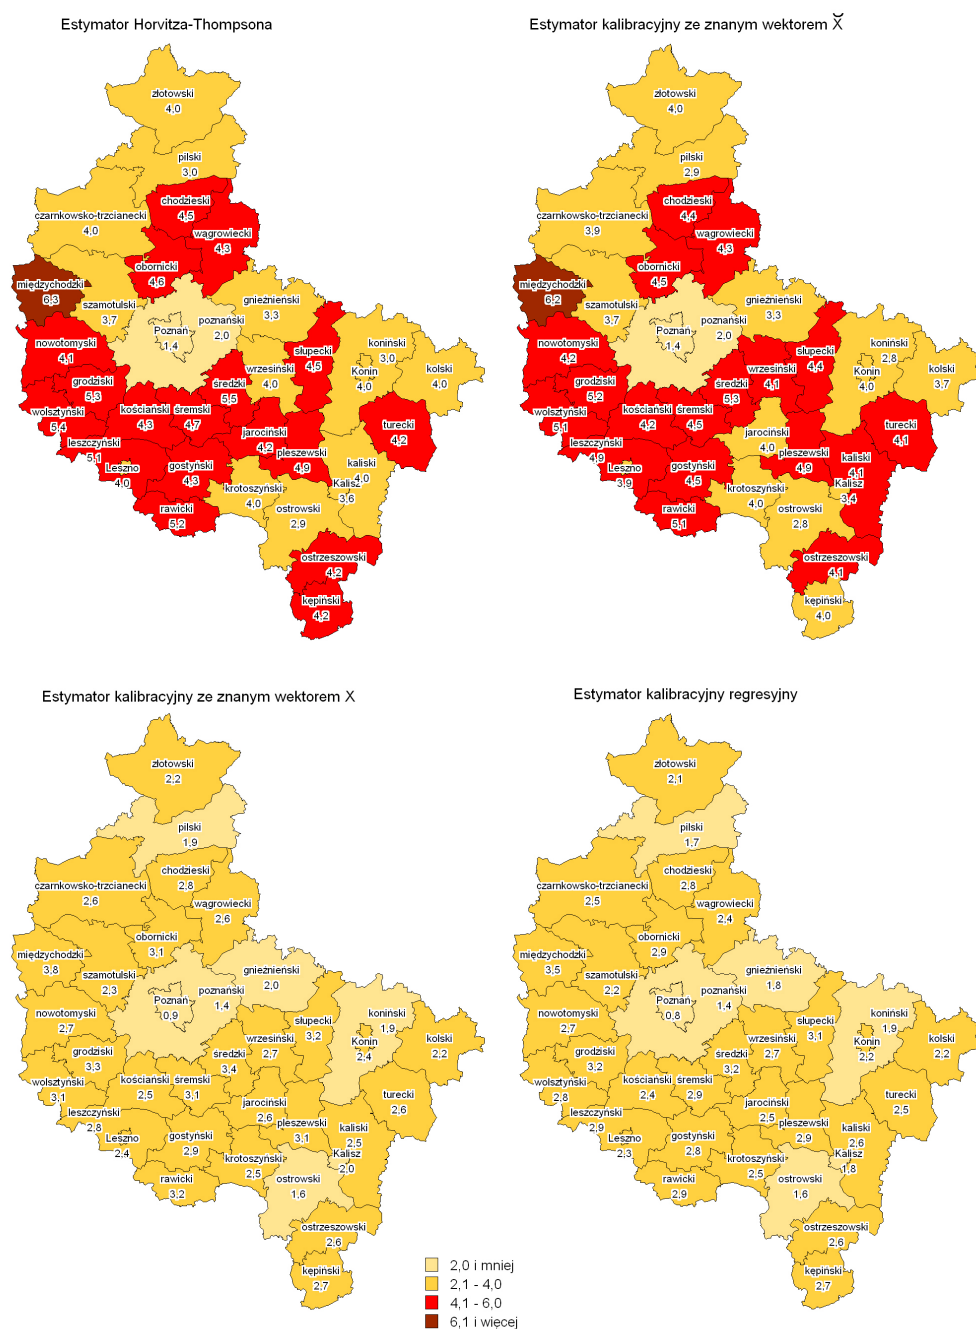 Estymator Horvitza-Thompsona
złotowski
4,0
pilski
3,0
chodzieski
4,5
czarnkowsko-trzcianecki
4,0
wągrowiecki
4,3
obornicki
4,6
międzychodzki
6,3
szamotulski
3,7
gnieźnieński
3,3
Poznań
1,4
poznański
2,0
nowotomyski
4,1
słupecki
4,5
koniński
3,0
Konin
4,0
kolski
4,0
wrzesiński
4,0
grodziski
5,3
średzki
5,5
wolsztyński
5,4
kościański
4,3
śremski
4,7
turecki
4,2
jarociński
4,2
leszczyński
5,1
pleszewski
4,9
Leszno
4,0
gostyński
4,3
kaliski
4,0
Kalisz
3,6
krotoszyński
4,0
rawicki
5,2
ostrowski
2,9
ostrzeszowski
4,2
kępiński
4,2
Estymator kalibracyjny ze znanym wektorem X̆
złotowski
4,0
pilski
2,9
chodzieski
4,4
czarnkowsko-trzcianecki
3,9
wągrowiecki
4,3
obornicki
4,5
międzychodzki
6,2
szamotulski
3,7
gnieźnieński
3,3
Poznań
1,4
poznański
2,0
nowotomyski
4,2
słupecki
4,4
koniński
2,8
Konin
4,0
kolski
3,7
wrzesiński
4,1
grodziski
5,2
średzki
5,3
wolsztyński
5,1
kościański
4,2
śremski
4,5
turecki
4,1
jarociński
4,0
leszczyński
4,9
pleszewski
4,9
Leszno
3,9
gostyński
4,5
kaliski
4,1
Kalisz
3,4
krotoszyński
4,0
rawicki
5,1
ostrowski
2,8
ostrzeszowski
4,1
kępiński
4,0
Estymator kalibracyjny ze znanym wektorem X
złotowski
2,2
pilski
1,9
chodzieski
2,8
czarnkowsko-trzcianecki
2,6
wągrowiecki
2,6
obornicki
3,1
międzychodzki
3,8
szamotulski
2,3
gnieźnieński
2,0
Poznań
0,9
poznański
1,4
nowotomyski
2,7
słupecki
3,2
koniński
1,9
Konin
2,4
kolski
2,2
wrzesiński
2,7
grodziski
3,3
średzki
3,4
wolsztyński
3,1
kościański
2,5
śremski
3,1
turecki
2,6
jarociński
2,6
leszczyński
2,8
pleszewski
3,1
Leszno
2,4
gostyński
2,9
kaliski
2,5
Kalisz
2,0
krotoszyński
2,5
rawicki
3,2
ostrowski
1,6
ostrzeszowski
2,6
kępiński
2,7
Estymator kalibracyjny regresyjny
złotowski
2,1
pilski
1,7
chodzieski
2,8
czarnkowsko-trzcianecki
2,5
wągrowiecki
2,4
obornicki
2,9
międzychodzki
3,5
szamotulski
2,2
gnieźnieński
1,8
Poznań
0,8
poznański
1,4
nowotomyski
2,7
słupecki
3,1
koniński
1,9
Konin
2,2
kolski
2,2
wrzesiński
2,7
grodziski
3,2
średzki
3,2
wolsztyński
2,8
kościański
2,4
śremski
2,9
turecki
2,5
jarociński
2,5
leszczyński
2,9
pleszewski
2,9
Leszno
2,3
gostyński
2,8
kaliski
2,6
Kalisz
1,8
krotoszyński
2,5
rawicki
2,9
ostrowski
1,6
ostrzeszowski
2,6
kępiński
2,7
2,0 i mniej
2,1 - 4,0
4,1 - 6,0
6,1 i więcej